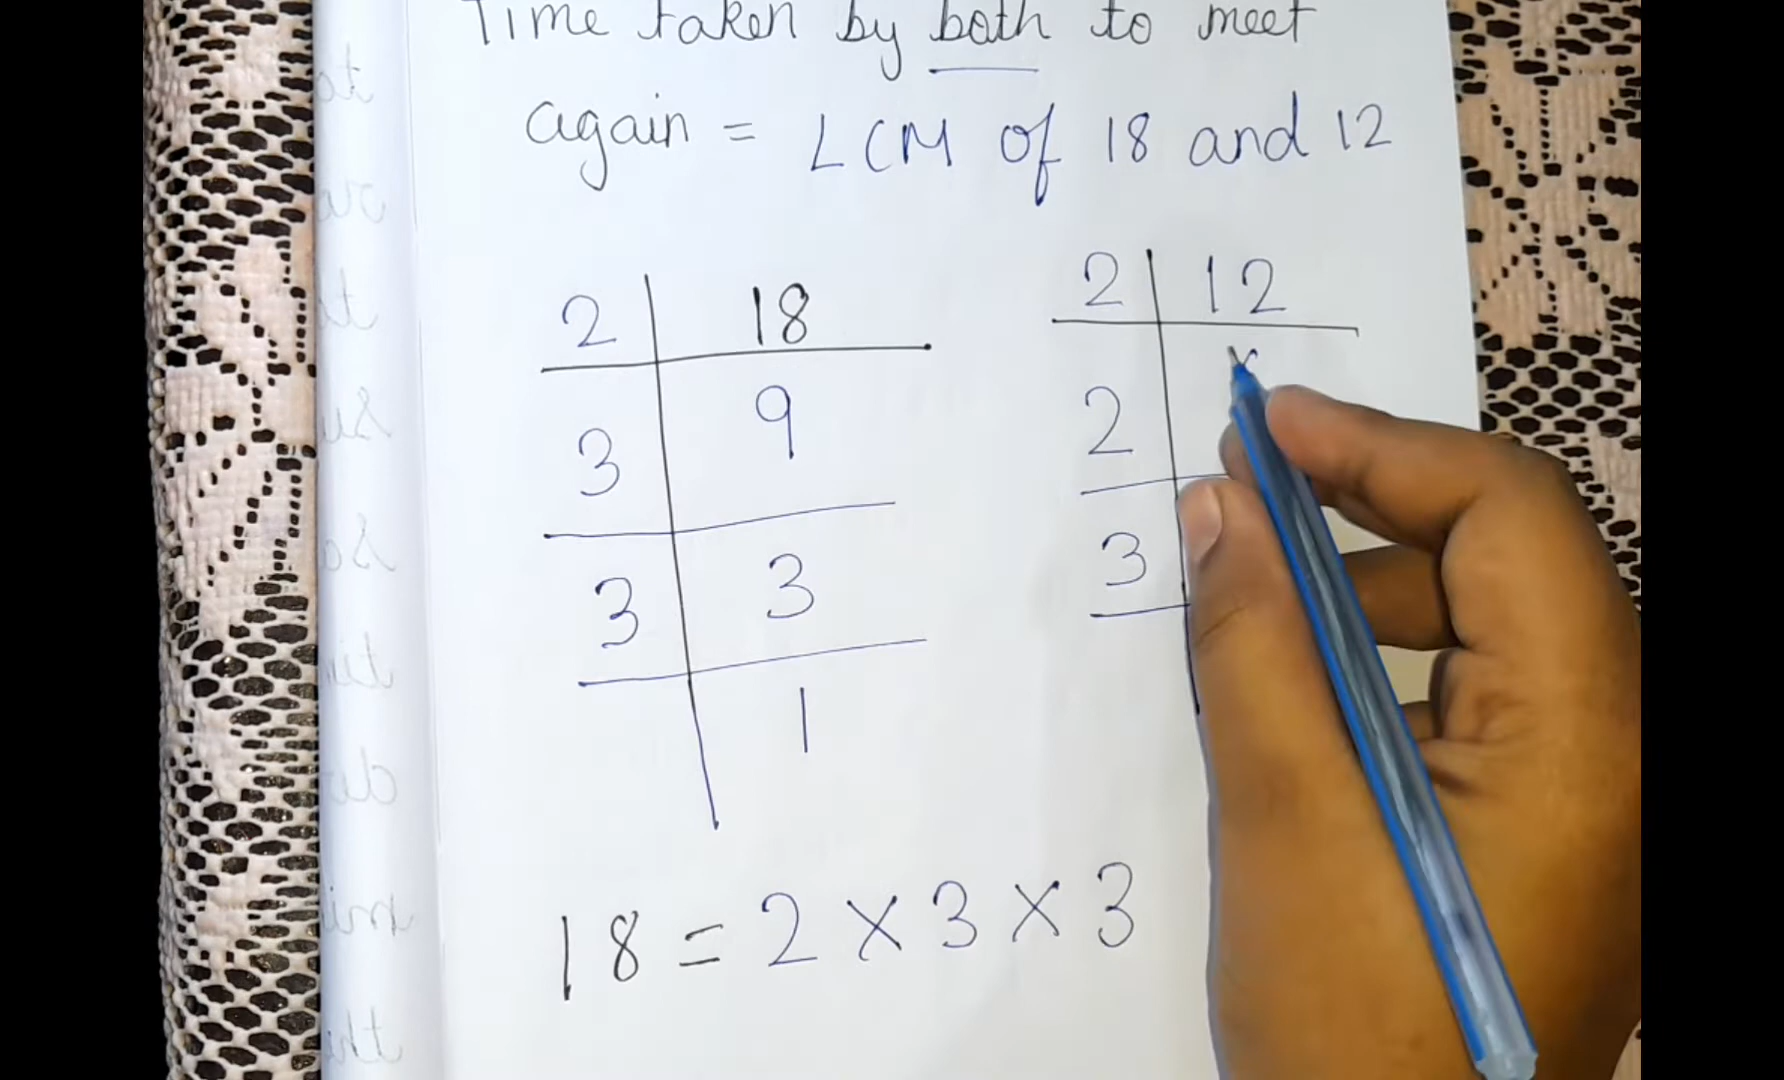 Time taken by both to meet
again = LCM of 18 and 12
2 18
3 9
3 3
1
2 12
2
3
18 = 2 × 3 × 3